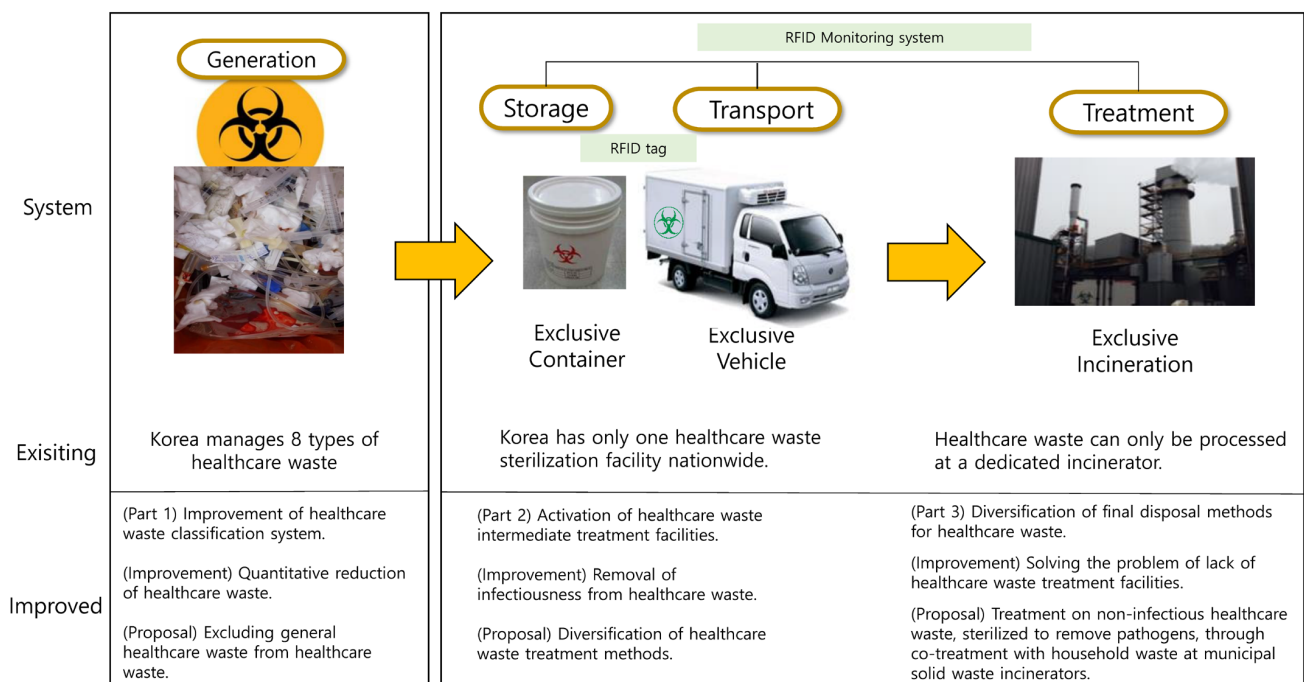 Generation
RFID Monitoring system
Storage
Transport
Treatment
RFID tag
System
Exclusive
Container
Exclusive
Vehicle
Exclusive
Incineration
Exisiting
Korea manages 8 types of
healthcare waste
Korea has only one healthcare waste
sterilization facility nationwide.
Healthcare waste can only be processed
at a dedicated incinerator.
Improved
(Part 1) Improvement of healthcare
waste classification system.
(Improvement) Quantitative reduction
of healthcare waste.
(Proposal) Excluding general
healthcare waste from healthcare
waste.
(Part 2) Activation of healthcare waste
intermediate treatment facilities.
(Improvement) Removal of
infectiousness from healthcare waste.
(Proposal) Diversification of healthcare
waste treatment methods.
(Part 3) Diversification of final disposal methods
for healthcare waste.
(Improvement) Solving the problem of lack of
healthcare waste treatment facilities.
(Proposal) Treatment on non-infectious healthcare
waste, sterilized to remove pathogens, through
co-treatment with household waste at municipal
solid waste incinerators.